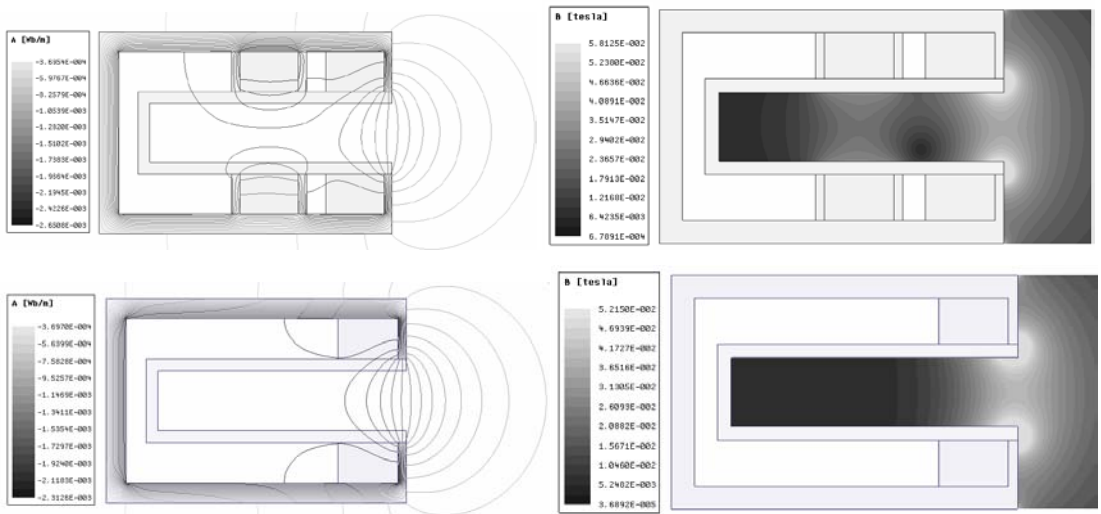 A [Wb/m]
-3.6954E-004
-5.9767E-004
-8.2579E-004
-1.0539E-003
-1.2820E-003
-1.5102E-003
-1.7383E-003
-1.9664E-003
-2.1945E-003
-2.4226E-003
-2.6508E-003
B [tesla]
5.8125E-002
5.2380E-002
4.6636E-002
4.0891E-002
3.5147E-002
2.9402E-002
2.3657E-002
1.7913E-002
1.2168E-002
6.4235E-003
6.7891E-004
A [Wb/m]
-3.6970E-004
-5.6399E-004
-7.5828E-004
-9.5257E-004
-1.1469E-003
-1.3411E-003
-1.5354E-003
-1.7297E-003
-1.9240E-003
-2.1183E-003
-2.3126E-003
B [tesla]
5.2150E-002
4.6939E-002
4.1727E-002
3.6516E-002
3.1305E-002
2.6093E-002
2.0882E-002
1.5671E-002
1.0460E-002
5.2482E-003
3.6892E-005